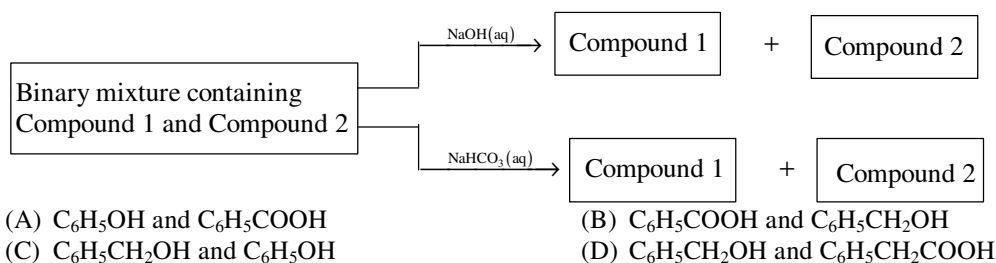 NaOH(aq)
Compound 1 + Compound 2
Binary mixture containing
Compound 1 and Compound 2
NaHCO₃(aq)
Compound 1 + Compound 2
(A) C₆H₅OH and C₆H₅COOH (B) C₆H₅COOH and C₆H₅CH₂OH
(C) C₆H₅CH₂OH and C₆H₅OH (D) C₆H₅CH₂OH and C₆H₅CH₂COOH